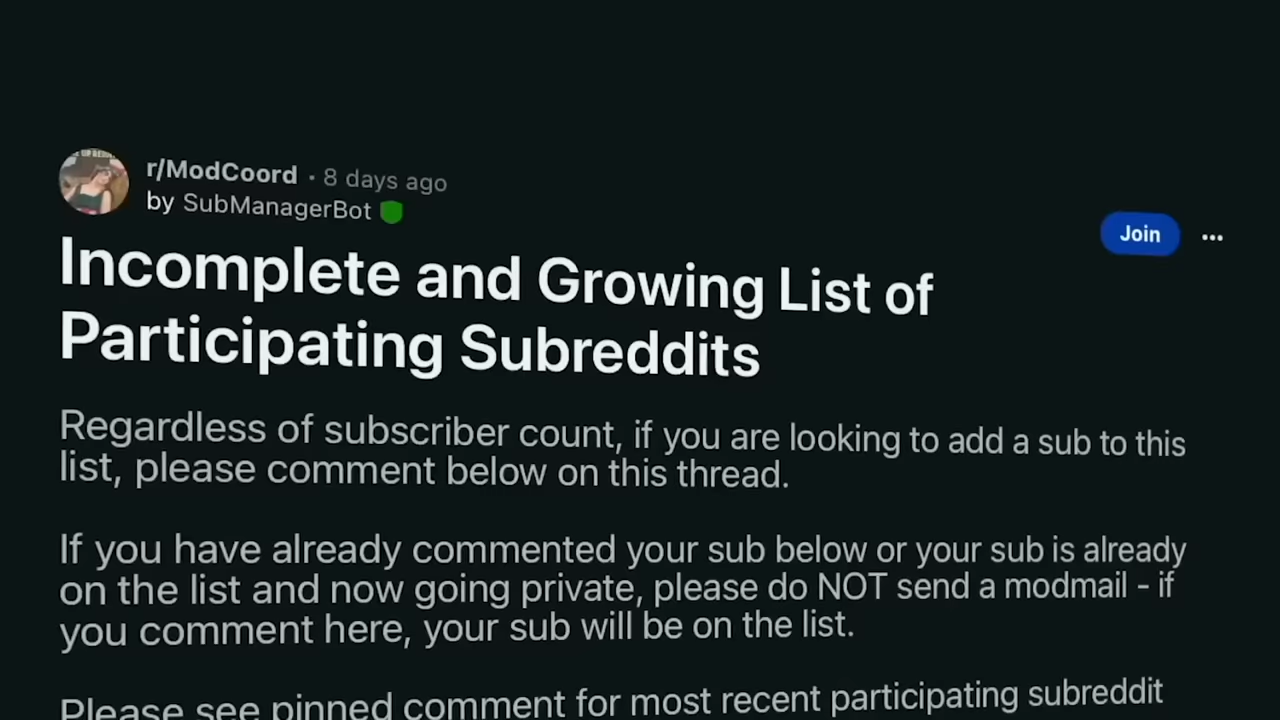 r/ModCoord · 8 days ago
by SubManagerBot
Join
Incomplete and Growing List of
Participating Subreddits
Regardless of subscriber count, if you are looking to add a sub to this
list, please comment below on this thread.
If you have already commented your sub below or your sub is already
on the list and now going private, please do NOT send a modmail - if
you comment here, your sub will be on the list.
Please see pinned comment for most recent participating subreddit